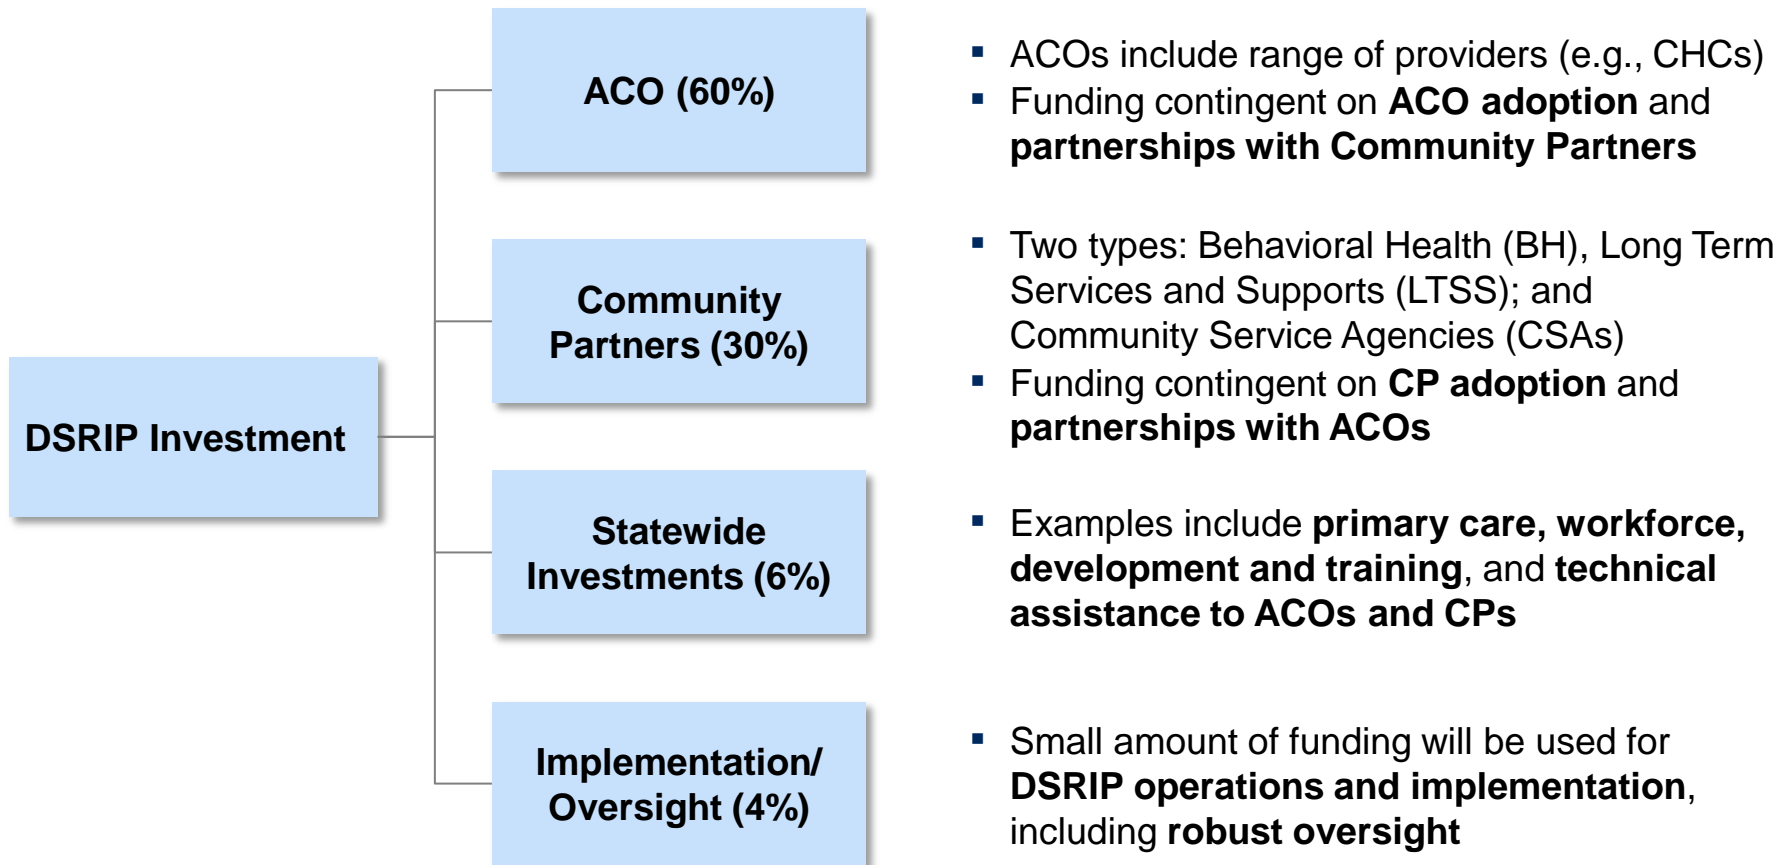 DSRIP Investment
ACO (60%)
▪ ACOs include range of providers (e.g., CHCs)
▪ Funding contingent on ACO adoption and
partnerships with Community Partners
Community
Partners (30%)
▪ Two types: Behavioral Health (BH), Long Term
Services and Supports (LTSS); and
Community Service Agencies (CSAs)
▪ Funding contingent on CP adoption and
partnerships with ACOs
Statewide
Investments (6%)
▪ Examples include primary care, workforce,
development and training, and technical
assistance to ACOs and CPs
Implementation/
Oversight (4%)
▪ Small amount of funding will be used for
DSRIP operations and implementation,
including robust oversight